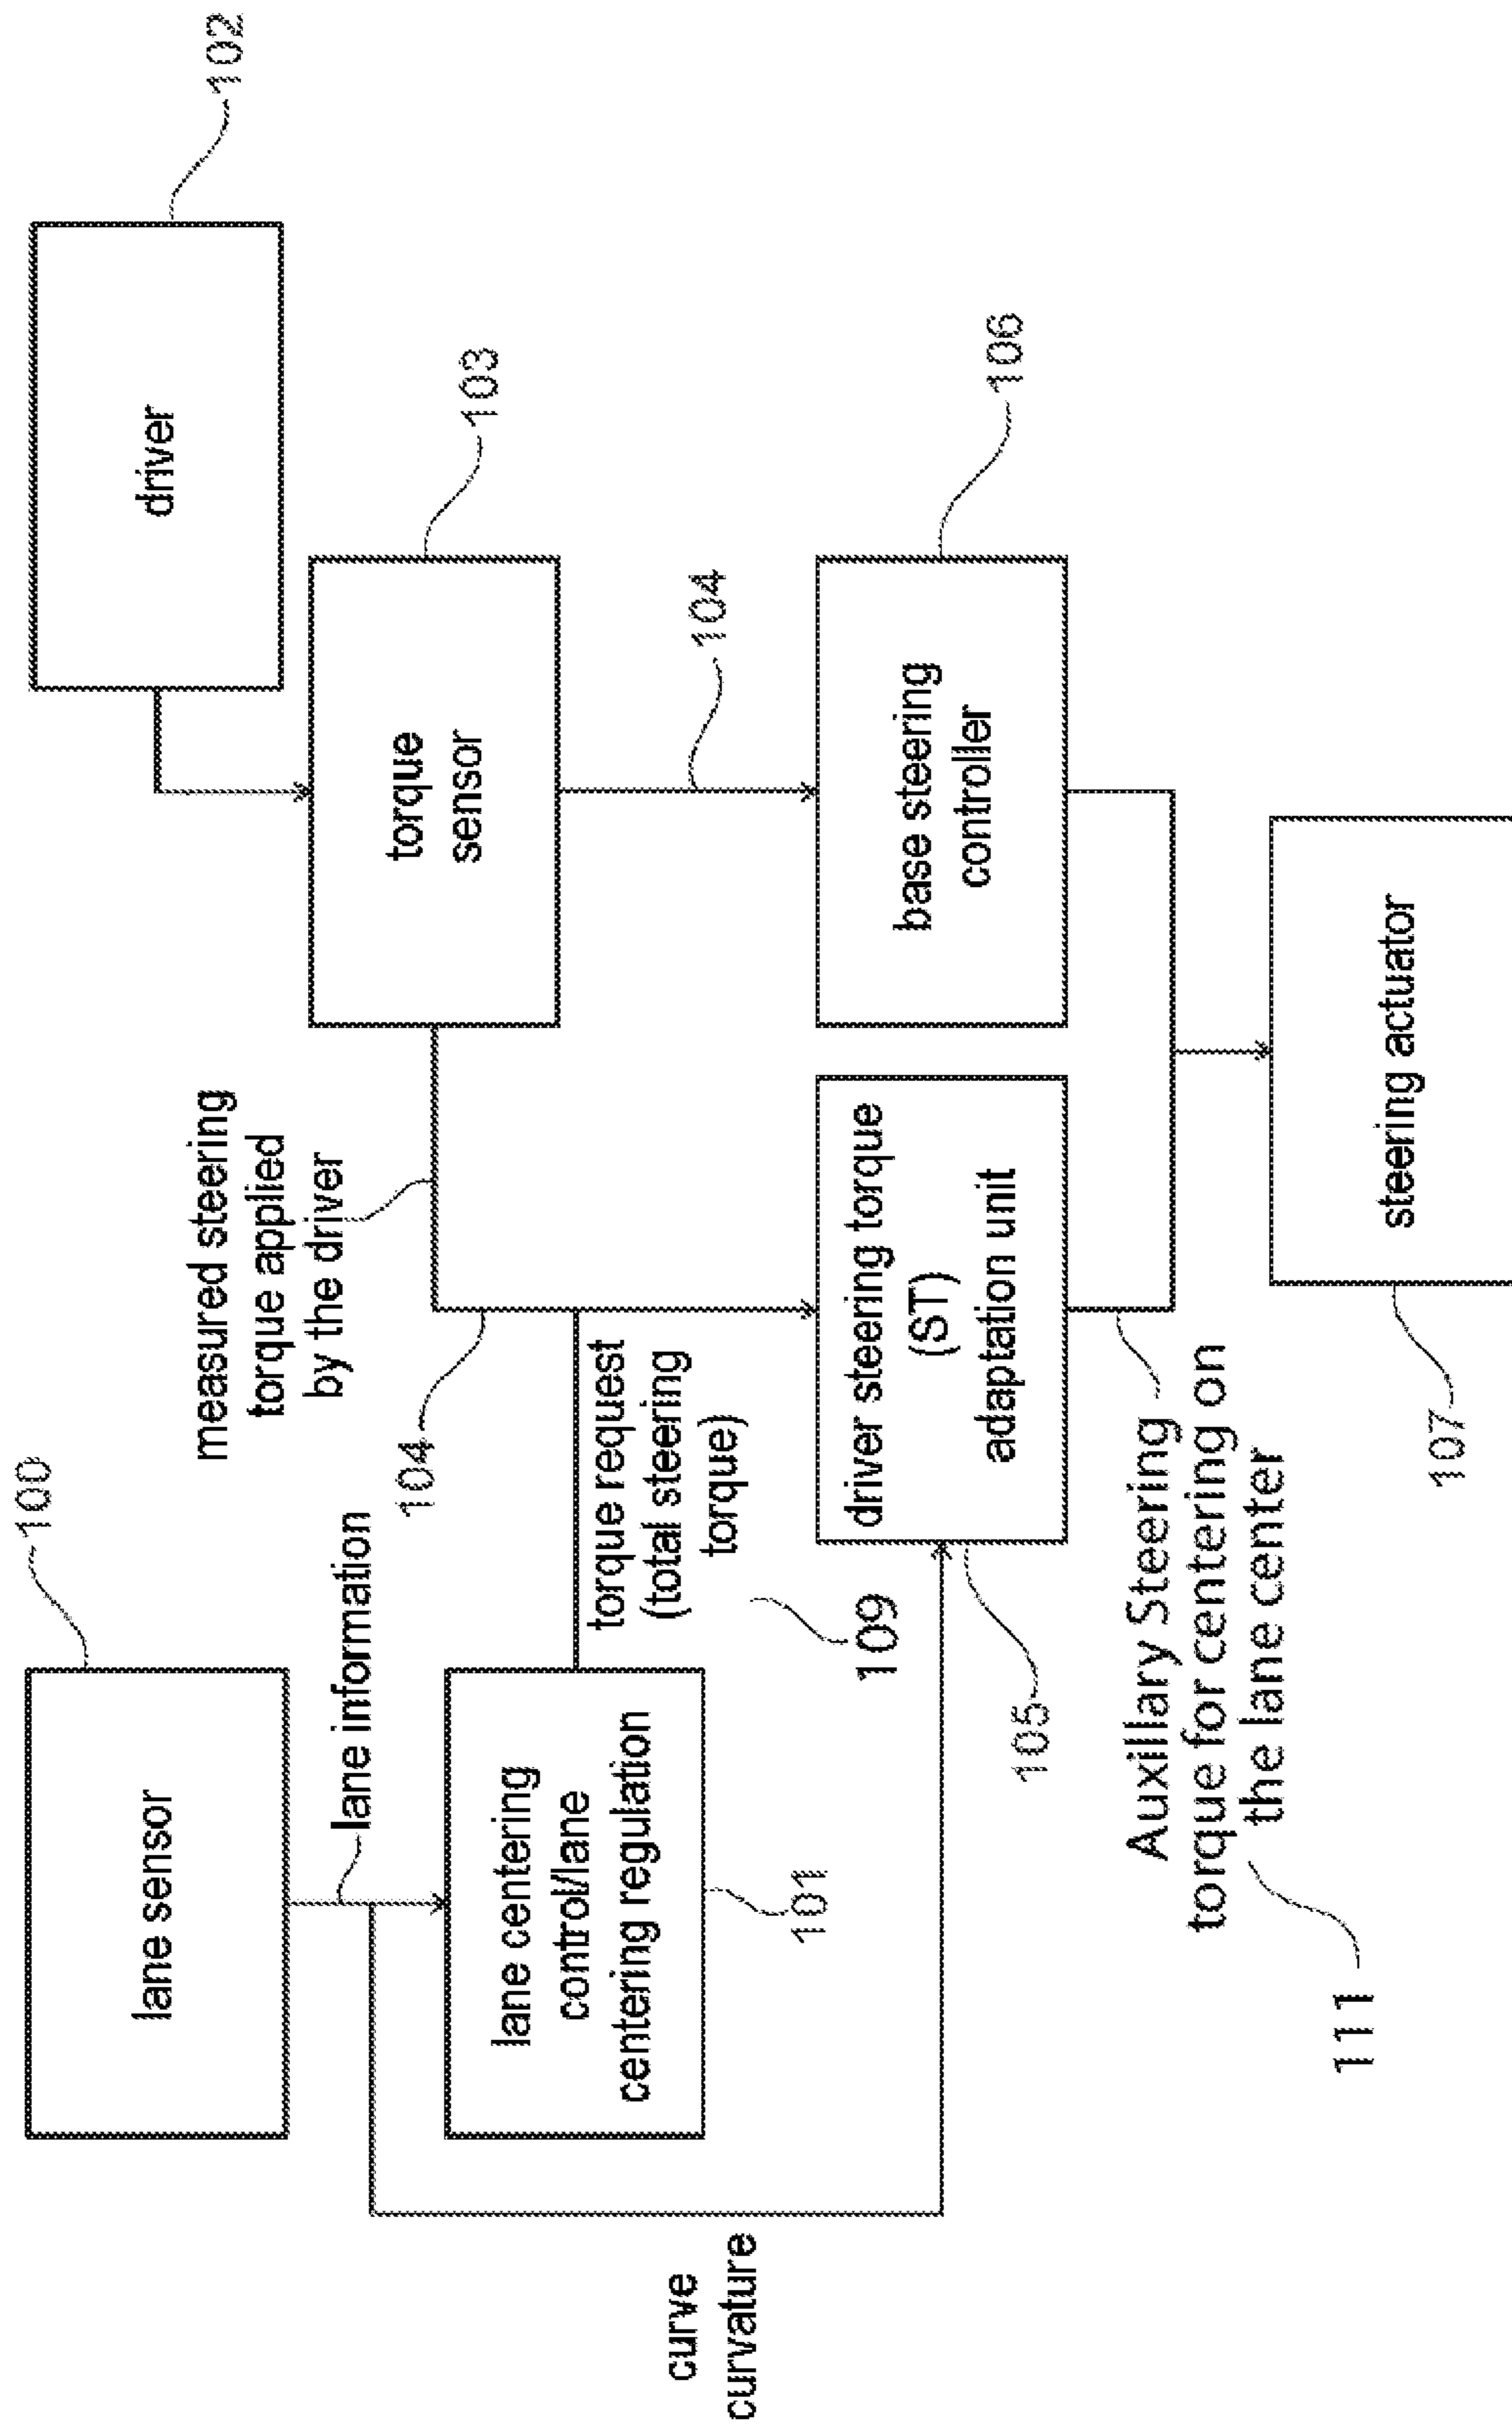 100
lane sensor
lane information
lane centering
control/lane
centering regulation
101
curve
curvature
102
driver
torque
sensor
103
measured steering
torque applied
by the driver
104
104
torque request
(total steering
torque)
109
driver steering torque
(ST)
adaptation unit
105
base steering
controller
106
Auxillary Steering
torque for centering on
the lane center
111
steering actuator
107